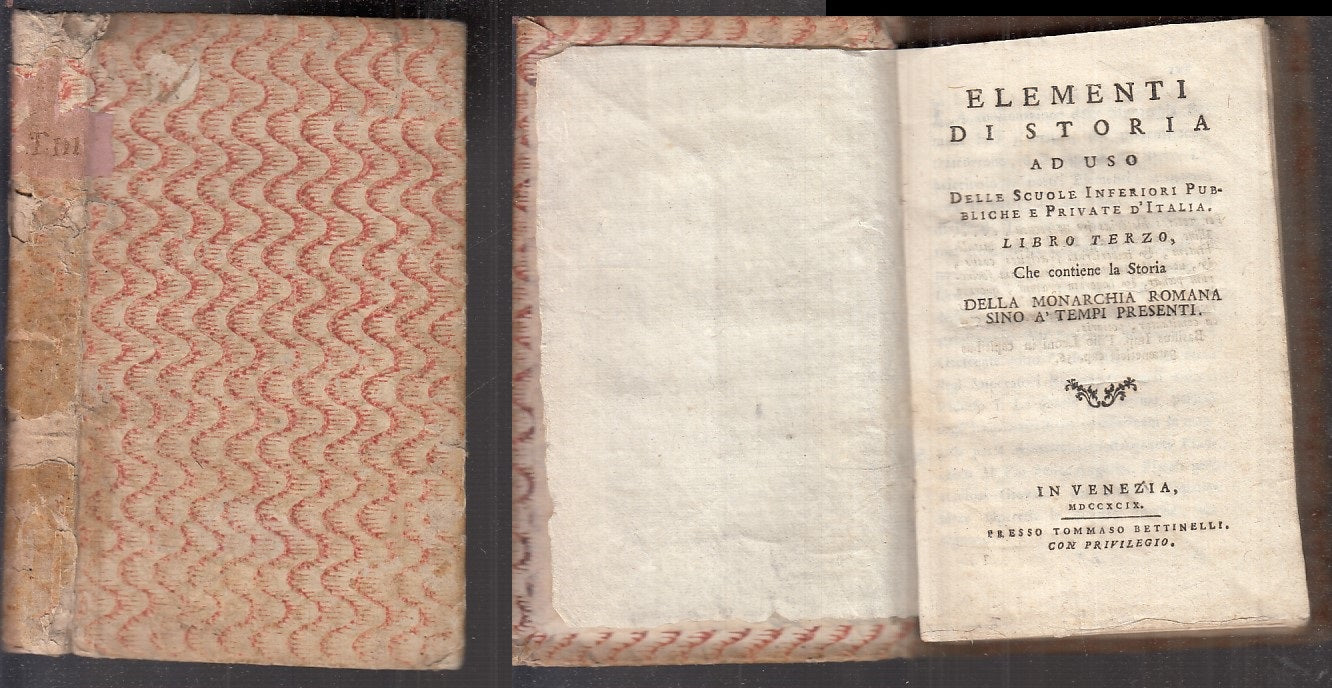 T. III
ELEMENTI
DI STORIA
AD USO
DELLE SCUOLE INFERIORI PUB-
BLICHE E PRIVATE D'ITALIA.
LIBRO TERZO,
Che contiene la Storia
DELLA MONARCHIA ROMANA
SINO A' TEMPI PRESENTI.
IN VENEZIA,
MDCCXCIX.
PRESSO TOMMASO BETTINELLI.
CON PRIVILEGIO.